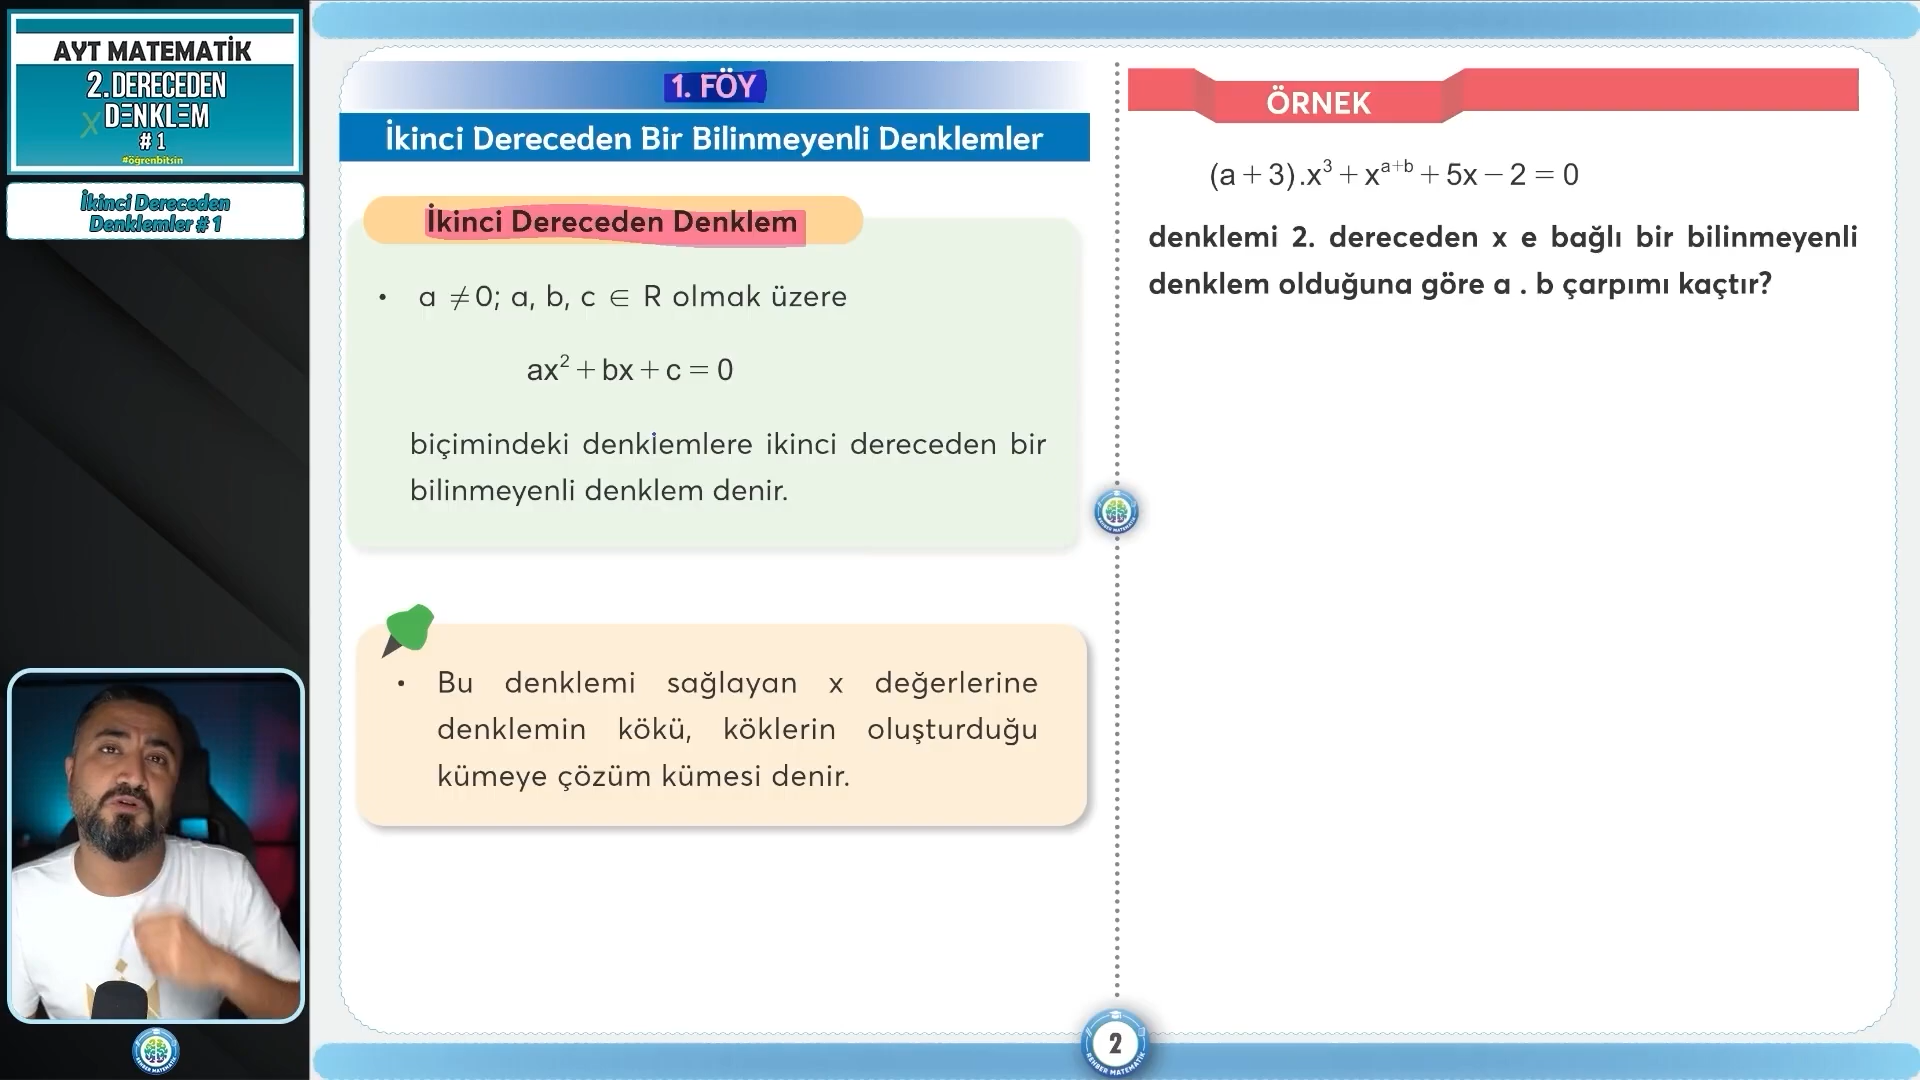 AYT MATEMATİK
2. DERECEDEN
DENKLEM
# 1
#öğrenbitsin
İkinci Dereceden
Denklemler # 1
1. FÖY
İkinci Dereceden Bir Bilinmeyenli Denklemler
İkinci Dereceden Denklem
• a ≠ 0; a, b, c ∈ R olmak üzere
ax² + bx + c = 0
biçimindeki denklemlere ikinci dereceden bir
bilinmeyenli denklem denir.
• Bu denklemi sağlayan x değerlerine
denklemin kökü, köklerin oluşturduğu
kümeye çözüm kümesi denir.
ÖRNEK
(a + 3).x³ + xᵃ⁺ᵇ + 5x − 2 = 0
denklemi 2. dereceden x e bağlı bir bilinmeyenli
denklem olduğuna göre a . b çarpımı kaçtır?
2
REHBER MATEMATİK